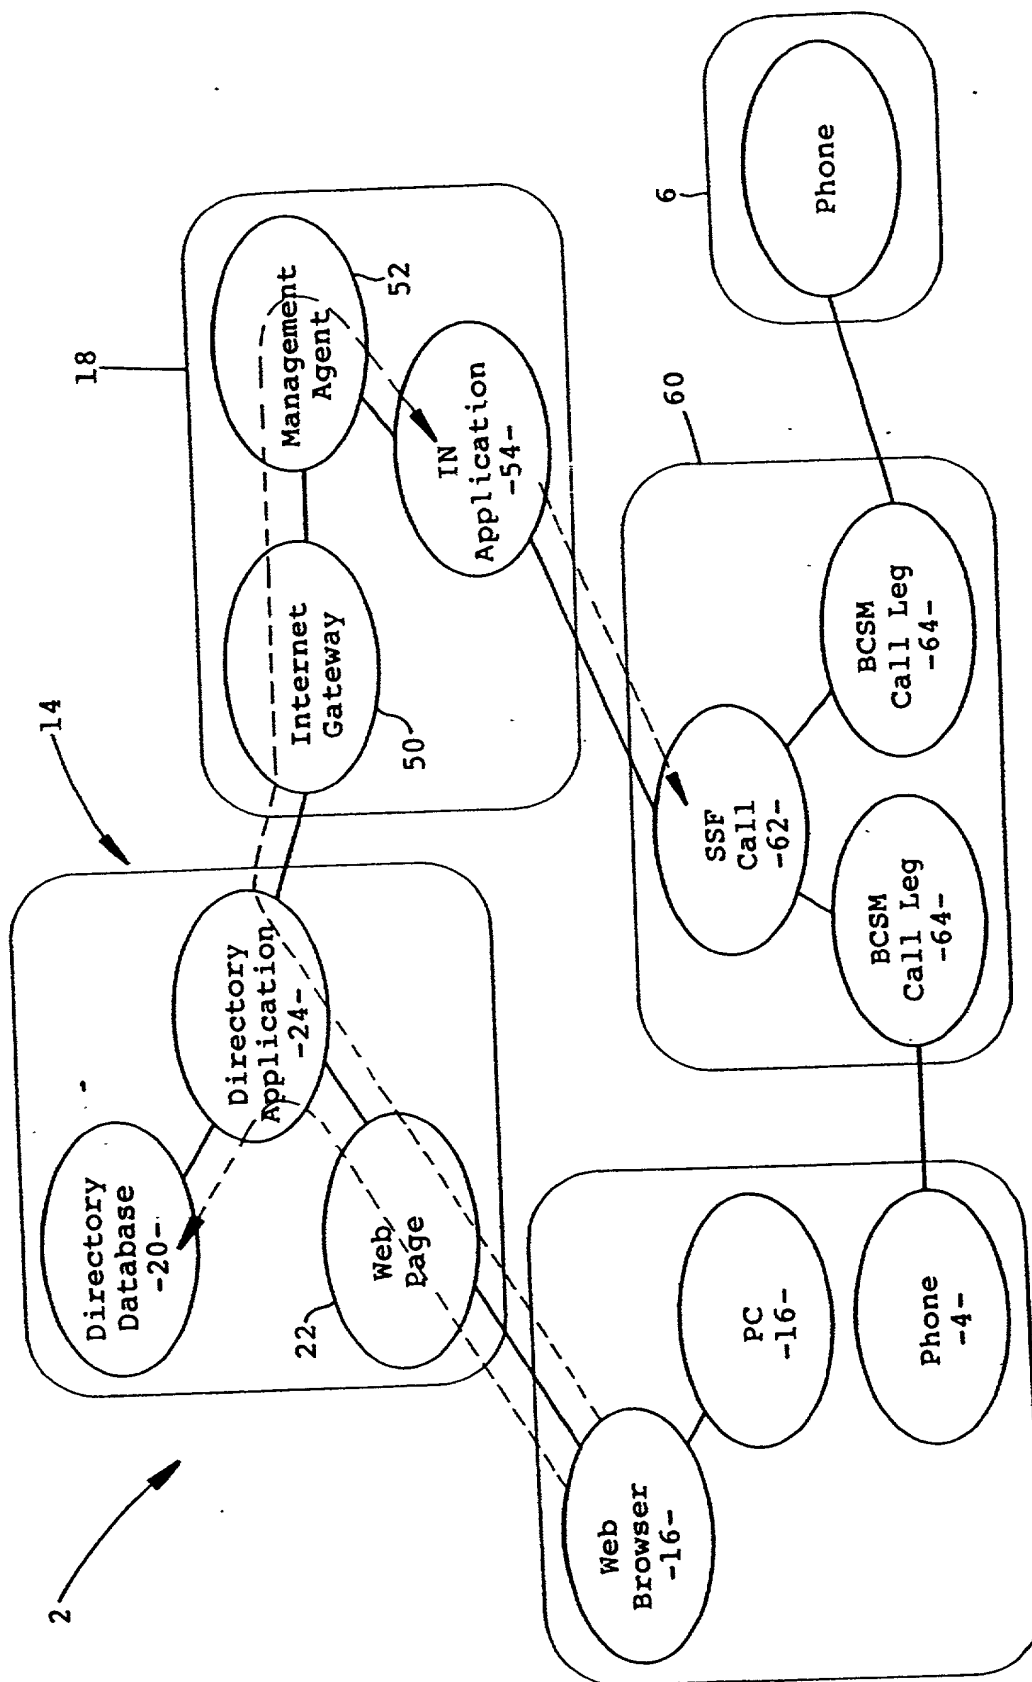 2
14
Directory
Database
-20-
Directory
Application
-24-
22
Web
Page
18
Internet
Gateway
50
Management
Agent
52
IN
Application
-54-
Web
Browser
-16-
PC
-16-
Phone
-4-
60
SSF
Call
-62-
BCSM
Call Leg
-64-
BCSM
Call Leg
-64-
6
Phone